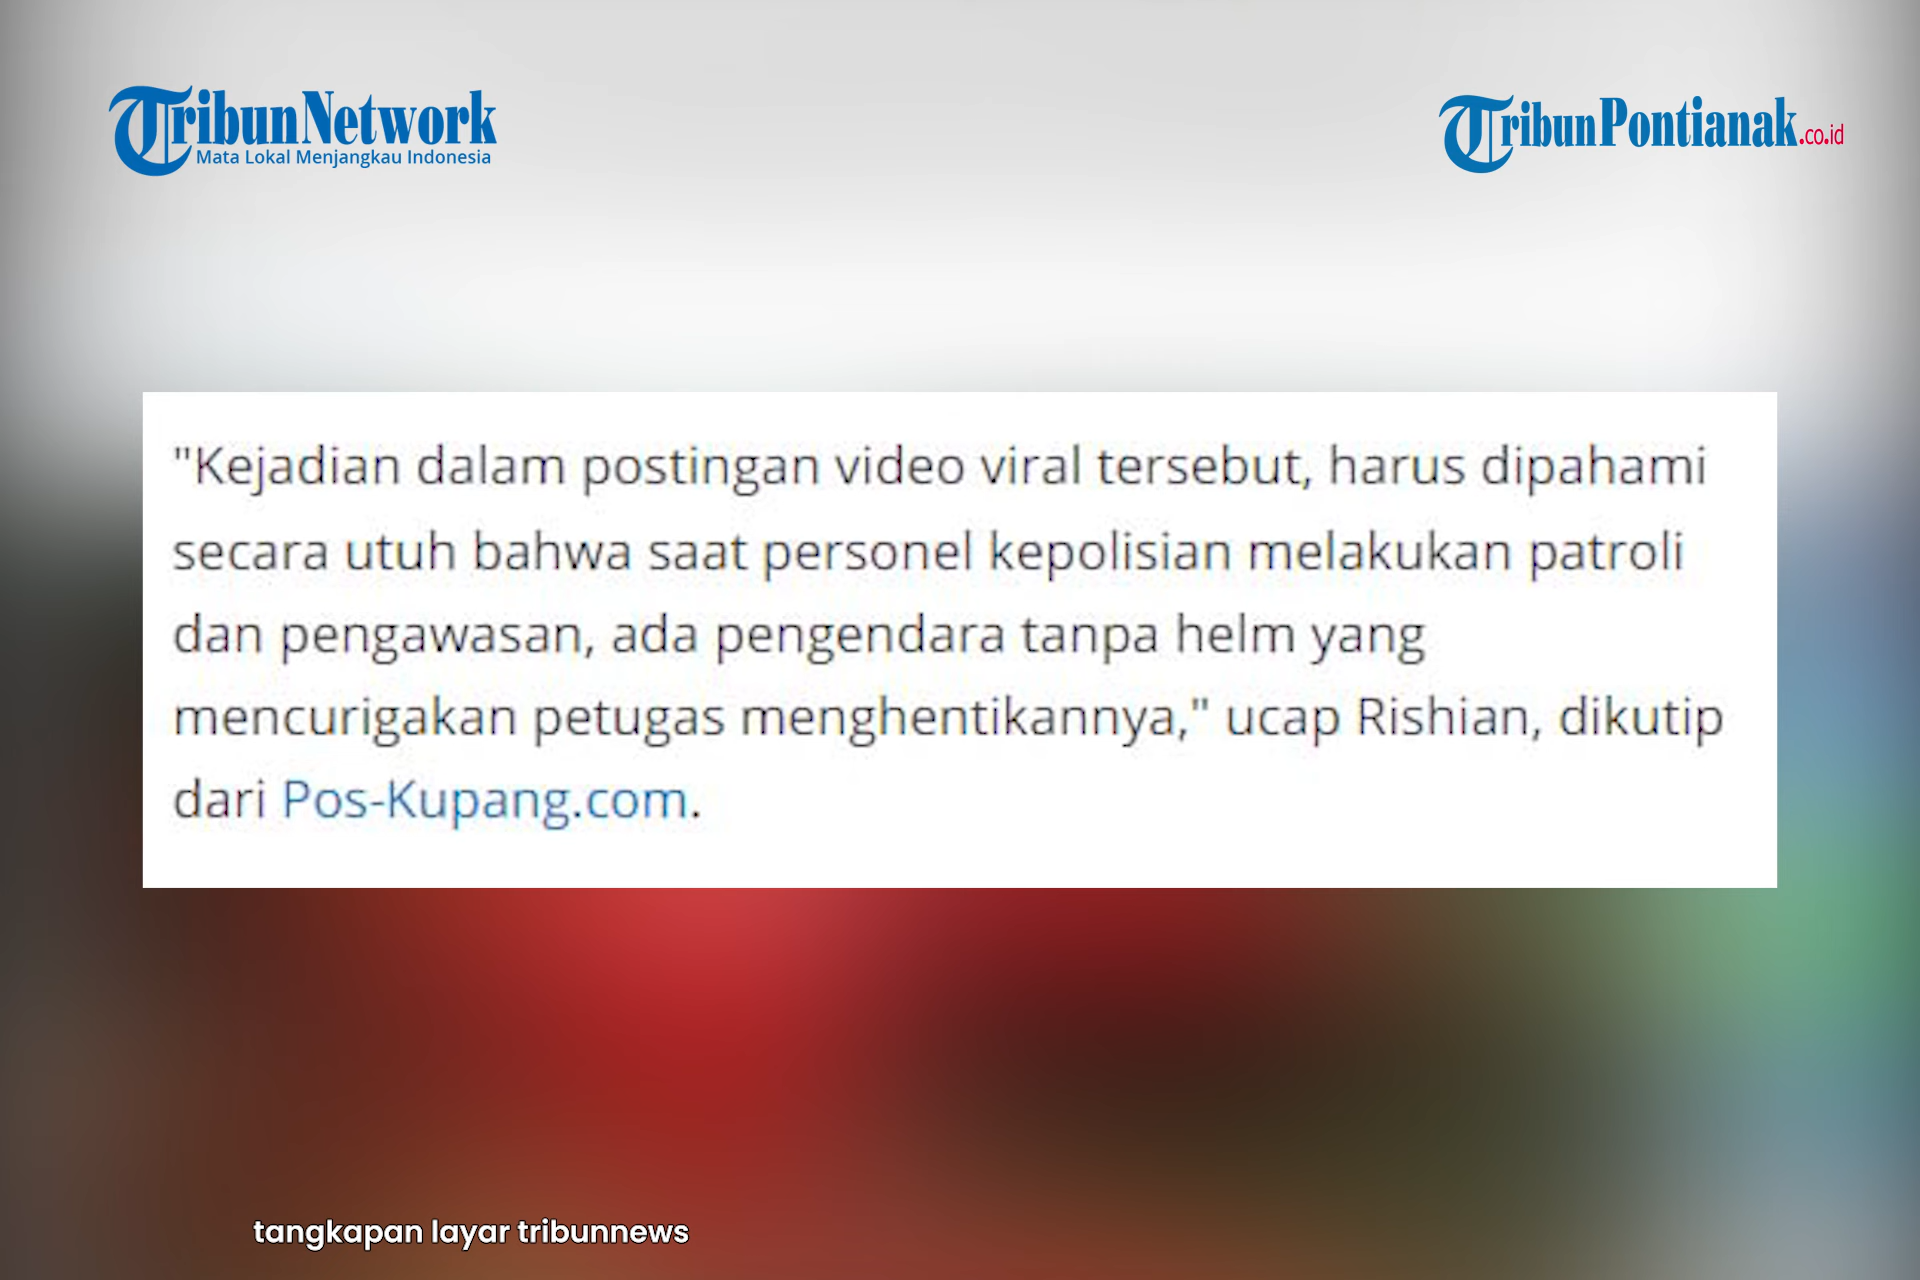 TribunNetwork
Mata Lokal Menjangkau Indonesia
TribunPontianak.co.id
"Kejadian dalam postingan video viral tersebut, harus dipahami
secara utuh bahwa saat personel kepolisian melakukan patroli
dan pengawasan, ada pengendara tanpa helm yang
mencurigakan petugas menghentikannya," ucap Rishian, dikutip
dari Pos-Kupang.com.
tangkapan layar tribunnews